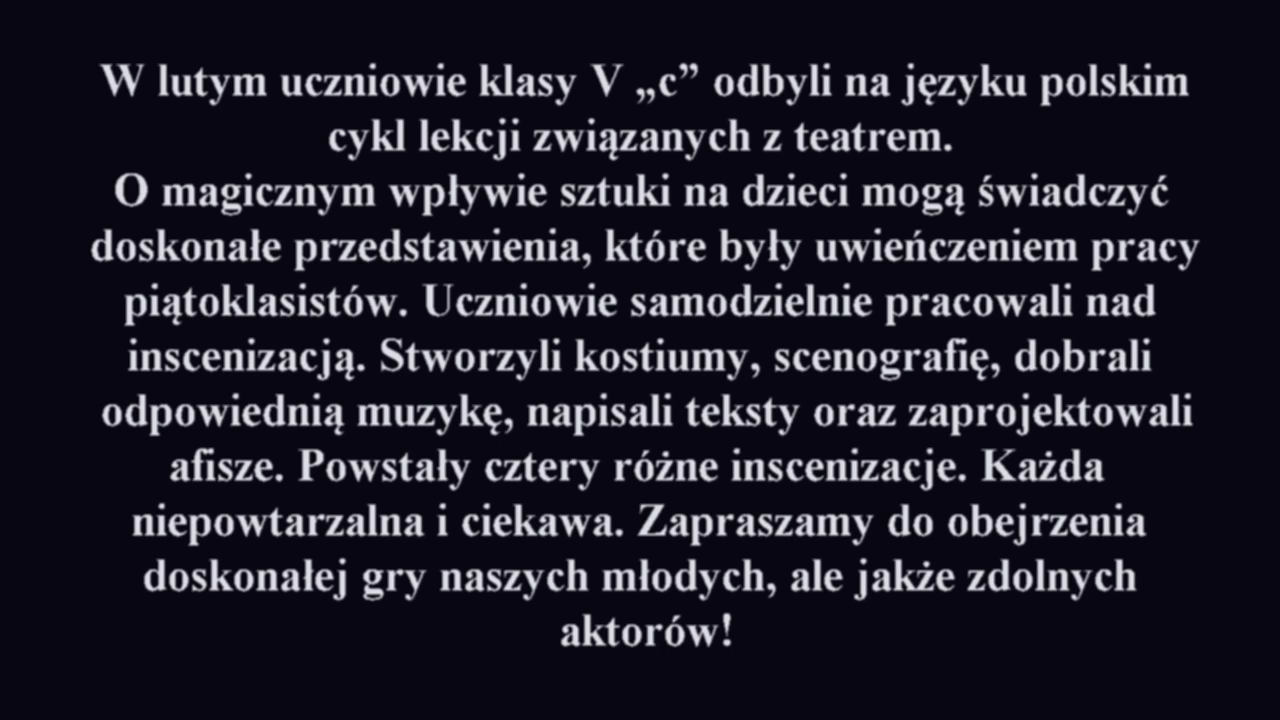 W lutym uczniowie klasy V „c” odbyli na języku polskim
cykl lekcji związanych z teatrem.
O magicznym wpływie sztuki na dzieci mogą świadczyć
doskonałe przedstawienia, które były uwieńczeniem pracy
piątoklasistów. Uczniowie samodzielnie pracowali nad
inscenizacją. Stworzyli kostiumy, scenografię, dobrali
odpowiednią muzykę, napisali teksty oraz zaprojektowali
afisze. Powstały cztery różne inscenizacje. Każda
niepowtarzalna i ciekawa. Zapraszamy do obejrzenia
doskonałej gry naszych młodych, ale jakże zdolnych
aktorów!